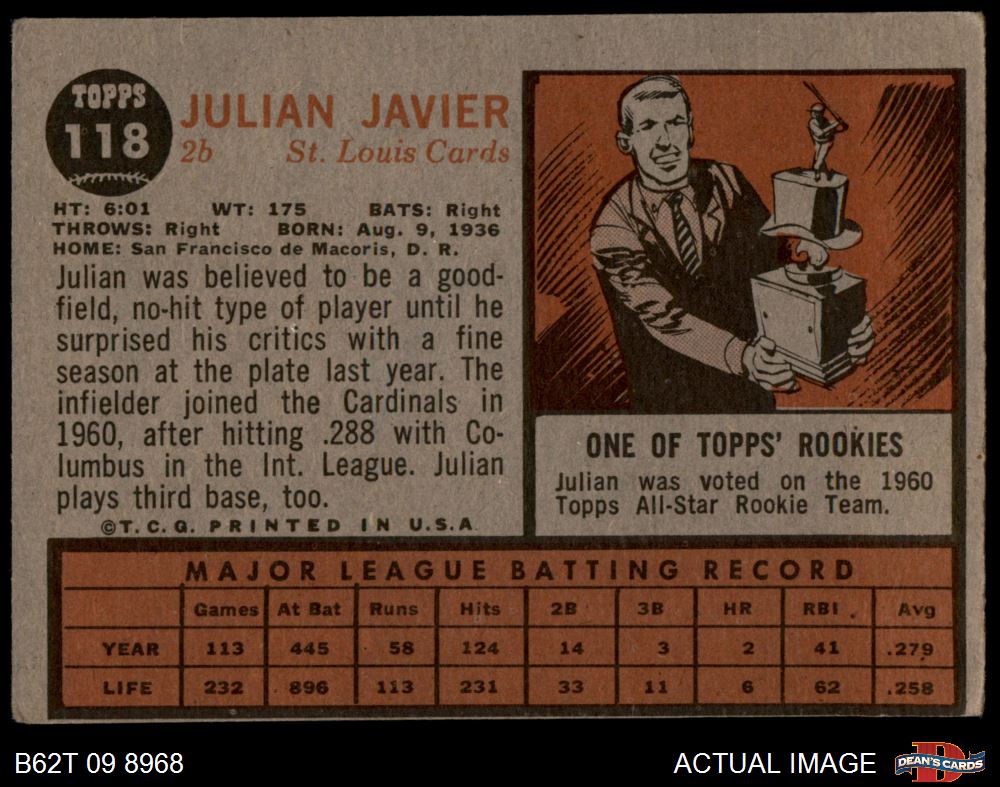 TOPPS
118
JULIAN JAVIER
2b St. Louis Cards
HT: 6:01 WT: 175 BATS: Right
THROWS: Right BORN: Aug. 9, 1936
HOME: San Francisco de Macoris, D. R.
Julian was believed to be a good-
field, no-hit type of player until he
surprised his critics with a fine
season at the plate last year. The
infielder joined the Cardinals in
1960, after hitting .288 with Co-
lumbus in the Int. League. Julian
plays third base, too.
©T. C. G. PRINTED IN U.S.A.
ONE OF TOPPS' ROOKIES
Julian was voted on the 1960
Topps All-Star Rookie Team.
MAJOR LEAGUE BATTING RECORD
Games At Bat Runs Hits 2B 3B HR RBI Avg
YEAR 113 445 58 124 14 3 2 41 .279
LIFE 232 896 113 231 33 11 6 62 .258
B62T 09 8968 ACTUAL IMAGE
D
DEAN'S CARDS